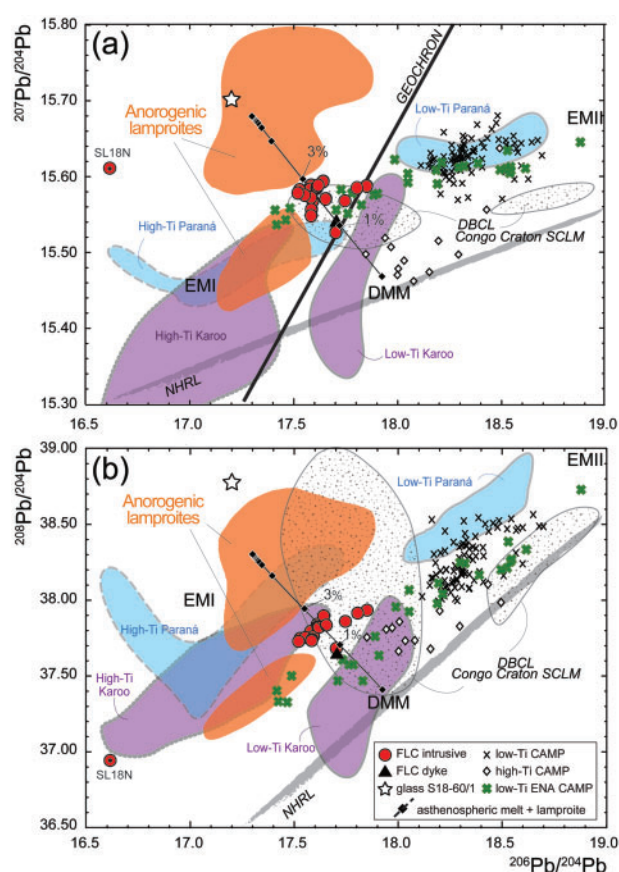 (a)
207Pb/204Pb
15.80
15.70
15.60
15.50
15.40
15.30
16.5
17.0
17.5
18.0
18.5
19.0
GEOCHRON
Anorogenic
lamproites
SL18N
3%
1%
Low-Ti Paraná
EMII
High-Ti Paraná
EMI
DBCL
Congo Craton SCLM
DMM
High-Ti Karoo
Low-Ti Karoo
NHRL
(b)
208Pb/204Pb
39.00
38.50
38.00
37.50
37.00
36.50
16.5
17.0
17.5
18.0
18.5
19.0
EMII
Low-Ti Paraná
Anorogenic
lamproites
EMI
3%
1%
High-Ti Paraná
High-Ti Karoo
DBCL
Congo Craton SCLM
DMM
Low-Ti Karoo
SL18N
NHRL
FLC intrusive
FLC dyke
glass S18-60/1
low-Ti CAMP
high-Ti CAMP
low-Ti ENA CAMP
asthenospheric melt + lamproite
206Pb/204Pb